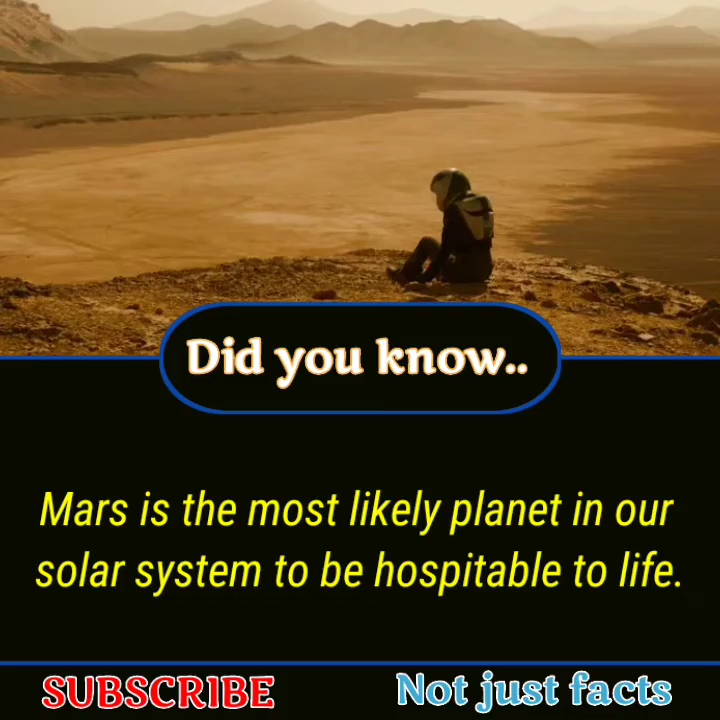 Did you know..
Mars is the most likely planet in our
solar system to be hospitable to life.
SUBSCRIBE
Not just facts